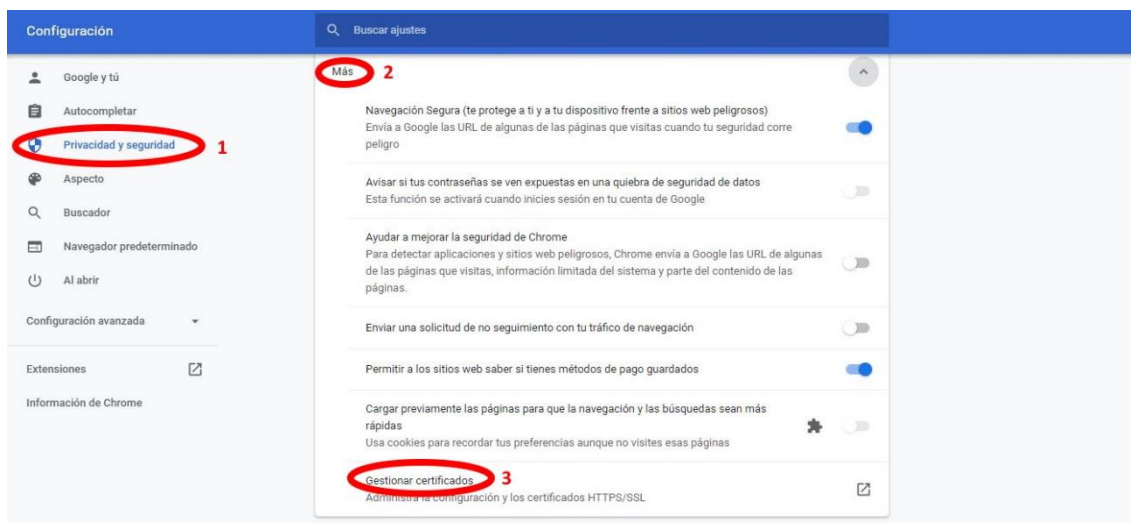 Configuración
Buscar ajustes
Google y tú
Autocompletar
Privacidad y seguridad 1
Aspecto
Buscador
Navegador predeterminado
Al abrir
Configuración avanzada
Extensiones
Información de Chrome
Más 2
Navegación Segura (te protege a ti y a tu dispositivo frente a sitios web peligrosos)
Envía a Google las URL de algunas de las páginas que visitas cuando tu seguridad corre
peligro
Avisar si tus contraseñas se ven expuestas en una quiebra de seguridad de datos
Esta función se activará cuando inicies sesión en tu cuenta de Google
Ayudar a mejorar la seguridad de Chrome
Para detectar aplicaciones y sitios web peligrosos, Chrome envía a Google las URL de algunas
de las páginas que visitas, información limitada del sistema y parte del contenido de las
páginas.
Enviar una solicitud de no seguimiento con tu tráfico de navegación
Permitir a los sitios web saber si tienes métodos de pago guardados
Cargar previamente las páginas para que la navegación y las búsquedas sean más
rápidas
Usa cookies para recordar tus preferencias aunque no visites esas páginas
Gestionar certificados 3
Administra la configuración y los certificados HTTPS/SSL